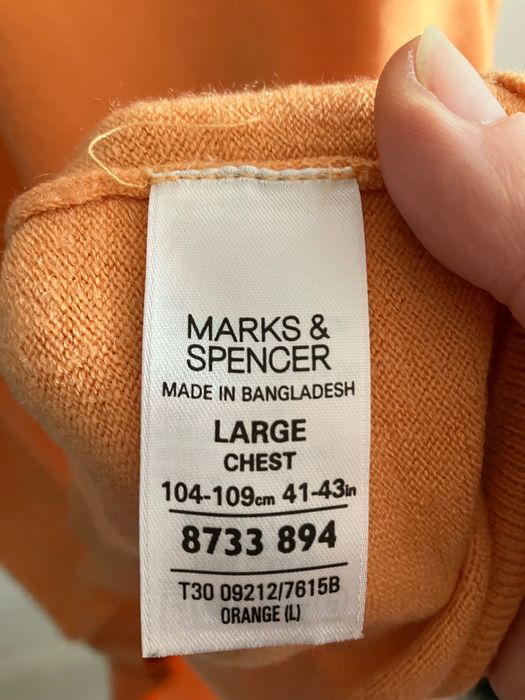 MARKS &
SPENCER
MADE IN BANGLADESH
LARGE
CHEST
104-109cm 41-43in
8733 894
T30 09212/7615B
ORANGE (L)